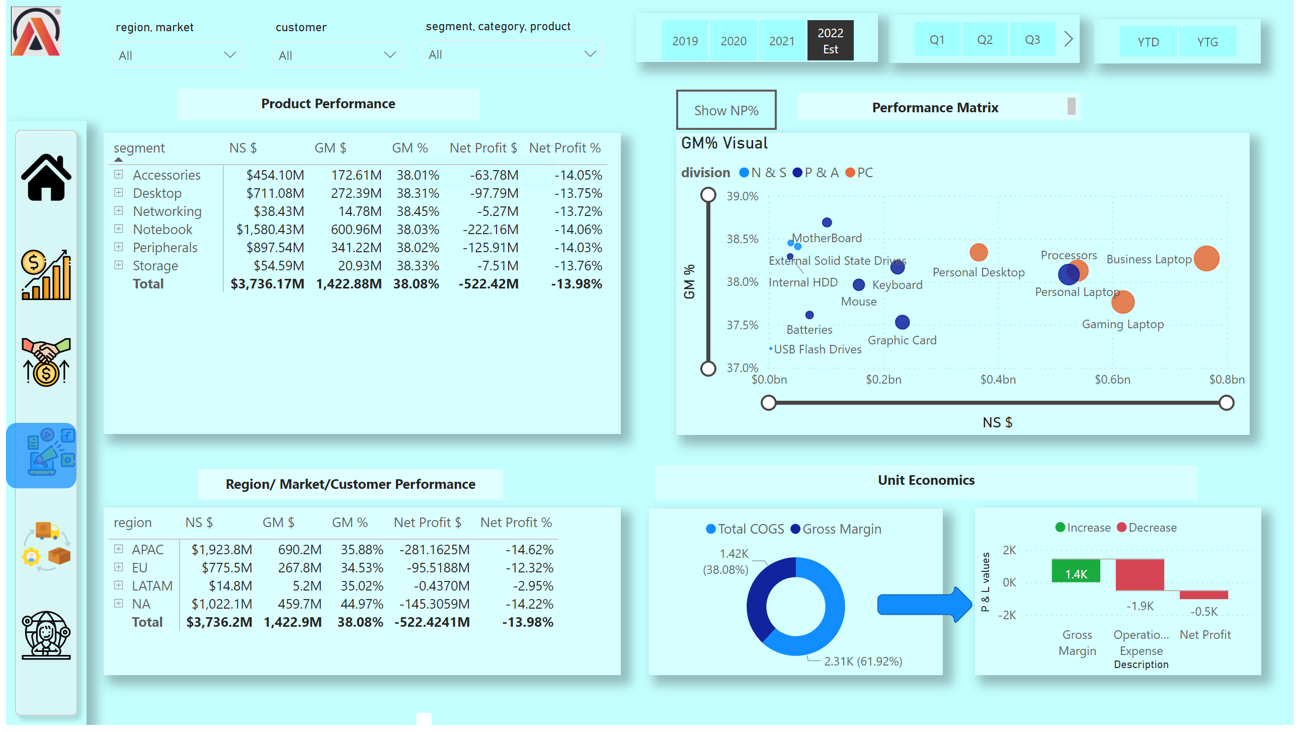 region, market
customer
segment, category, product
All
All
All
2019
2020
2021
2022
Est
Q1
Q2
Q3
YTD
YTG
Product Performance
segment NS $ GM $ GM % Net Profit $ Net Profit %
Accessories $454.10M 172.61M 38.01% -63.78M -14.05%
Desktop $711.08M 272.39M 38.31% -97.79M -13.75%
Networking $38.43M 14.78M 38.45% -5.27M -13.72%
Notebook $1,580.43M 600.96M 38.03% -222.16M -14.06%
Peripherals $897.54M 341.22M 38.02% -125.91M -14.03%
Storage $54.59M 20.93M 38.33% -7.51M -13.76%
Total $3,736.17M 1,422.88M 38.08% -522.42M -13.98%
Show NP%
Performance Matrix
GM% Visual
division N & S P & A PC
39.0%
38.5%
38.0%
37.5%
37.0%
GM %
MotherBoard
External Solid State Drives
Internal HDD
Keyboard
Mouse
Batteries
USB Flash Drives
Graphic Card
Personal Desktop
Processors
Business Laptop
Personal Laptop
Gaming Laptop
$0.0bn $0.2bn $0.4bn $0.6bn $0.8bn
NS $
Region/ Market/Customer Performance
region NS $ GM $ GM % Net Profit $ Net Profit %
APAC $1,923.8M 690.2M 35.88% -281.1625M -14.62%
EU $775.5M 267.8M 34.53% -95.5188M -12.32%
LATAM $14.8M 5.2M 35.02% -0.4370M -2.95%
NA $1,022.1M 459.7M 44.97% -145.3059M -14.22%
Total $3,736.2M 1,422.9M 38.08% -522.4241M -13.98%
Unit Economics
Total COGS Gross Margin
1.42K
(38.08%)
2.31K (61.92%)
Increase Decrease
2K
0K
-2K
P & L values
1.4K
-1.9K
-0.5K
Gross
Margin
Operatio...
Expense
Net Profit
Description